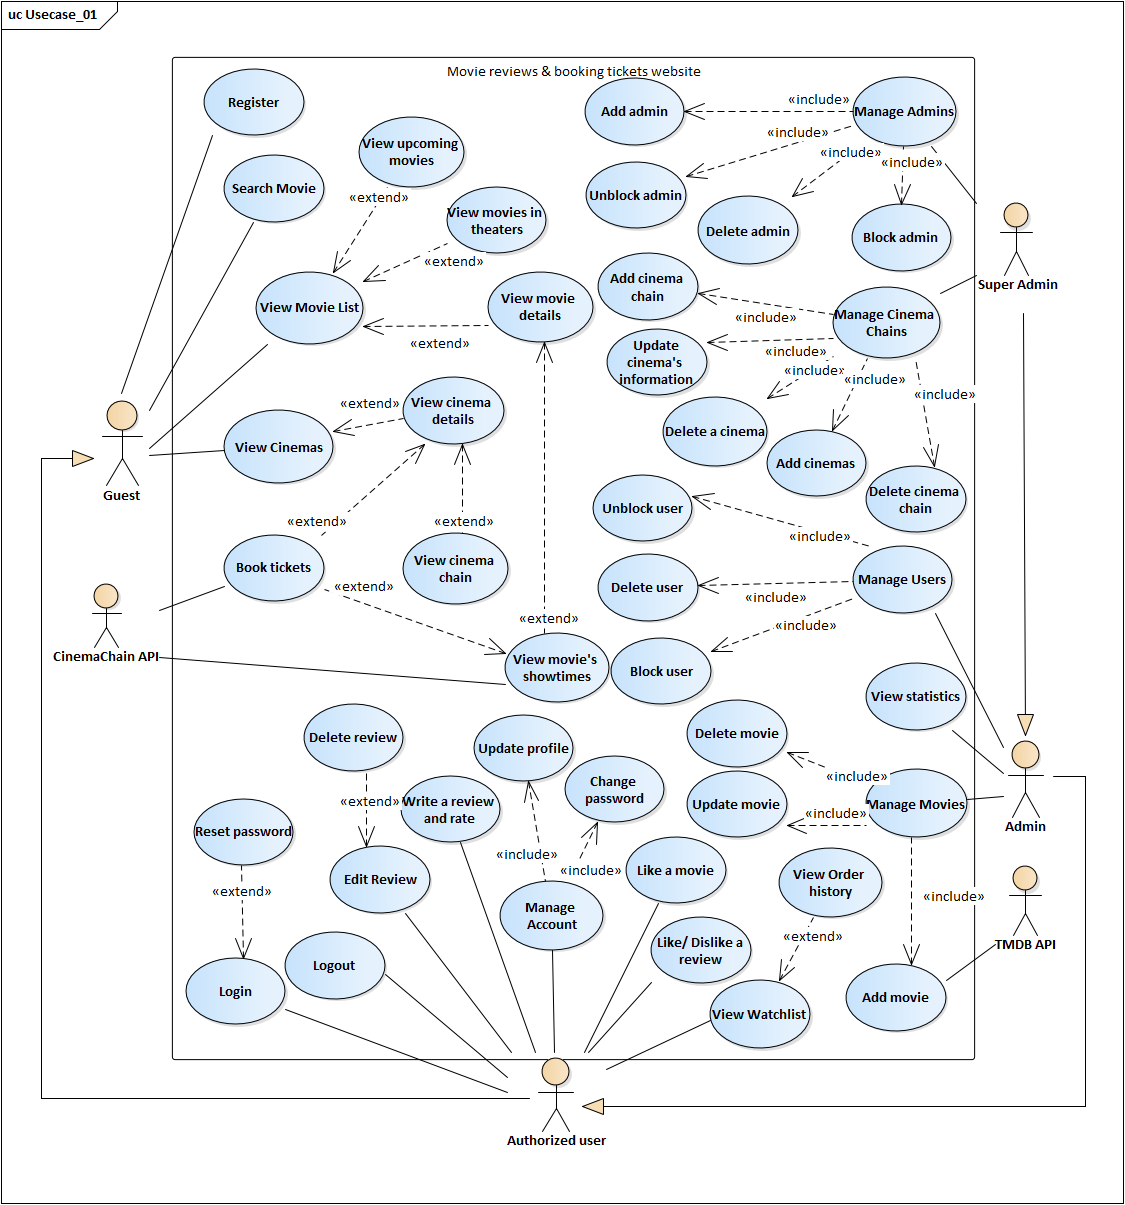 uc Usecase_01
Movie reviews & booking tickets website
Register
Search Movie
View upcoming
movies
«extend»
View movies in
theaters
«extend»
View Movie List
View movie
details
«extend»
View cinema
details
«extend»
View Cinemas
Guest
«extend»
«extend»
Book tickets
View cinema
chain
«extend»
CinemaChain API
«extend»
View movie's
showtimes
Add admin
«include»
Manage Admins
«include»
«include»
«include»
Unblock admin
Delete admin
Block admin
Super Admin
Add cinema
chain
«include»
Manage Cinema
Chains
Update
cinema's
information
«include»
«include»
«include»
«include»
Delete a cinema
Add cinemas
Delete cinema
chain
Unblock user
«include»
Delete user
«include»
Manage Users
«include»
Block user
View statistics
Delete movie
«include»
Update movie
«include»
Manage Movies
Admin
«include»
TMDB API
Add movie
Delete review
«extend»
Update profile
Change
password
Write a review
and rate
Reset password
«extend»
Edit Review
«include»
«include»
Manage
Account
Like a movie
View Order
history
«extend»
Like/ Dislike a
review
Logout
Login
View Watchlist
Authorized user